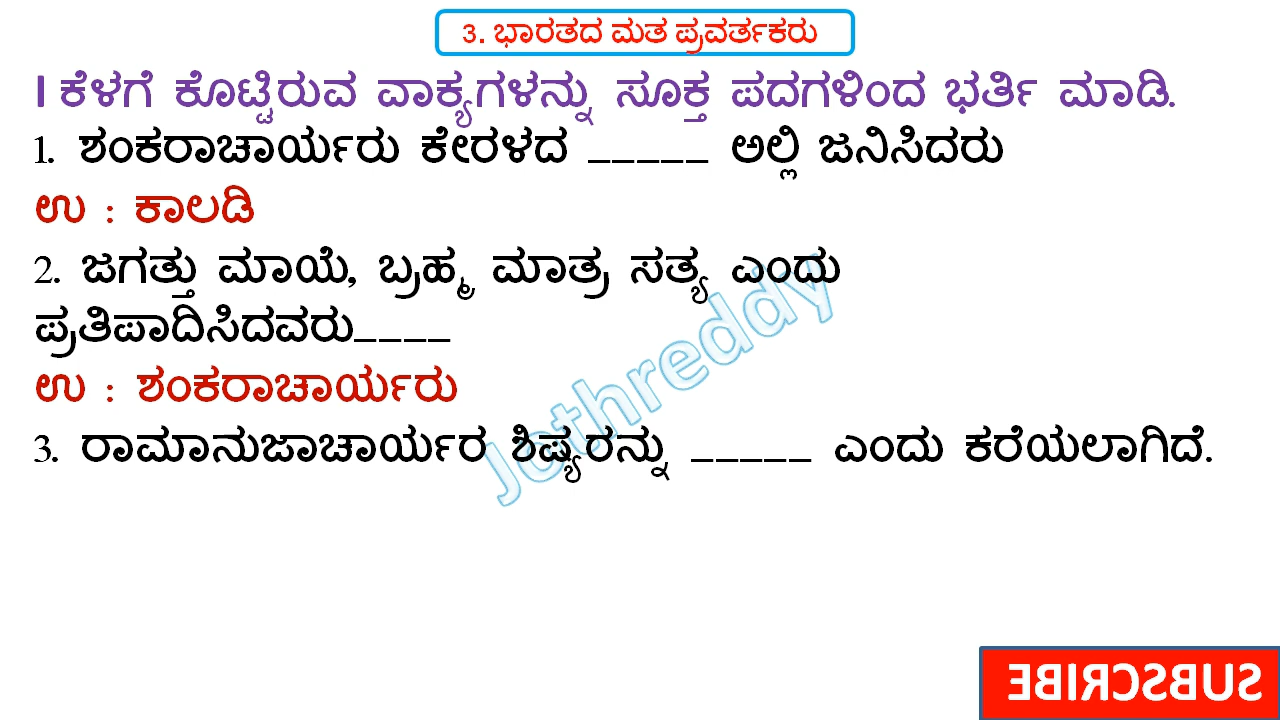 3. ಭಾರತದ ಮತ ಪ್ರವರ್ತಕರು
I ಕೆಳಗೆ ಕೊಟ್ಟಿರುವ ವಾಕ್ಯಗಳನ್ನು ಸೂಕ್ತ ಪದಗಳಿಂದ ಭರ್ತಿ ಮಾಡಿ.
1. ಶಂಕರಾಚಾರ್ಯರು ಕೇರಳದ _____ ಅಲ್ಲಿ ಜನಿಸಿದರು
ಉ : ಕಾಲಡಿ
2. ಜಗತ್ತು ಮಾಯೆ, ಬ್ರಹ್ಮ ಮಾತ್ರ ಸತ್ಯ ಎಂದು
ಪ್ರತಿಪಾದಿಸಿದವರು____
ಉ : ಶಂಕರಾಚಾರ್ಯರು
3. ರಾಮಾನುಜಾಚಾರ್ಯರ ಶಿಷ್ಯರನ್ನು _____ ಎಂದು ಕರೆಯಲಾಗಿದೆ.
Jothreddy
SUBSCRIBE